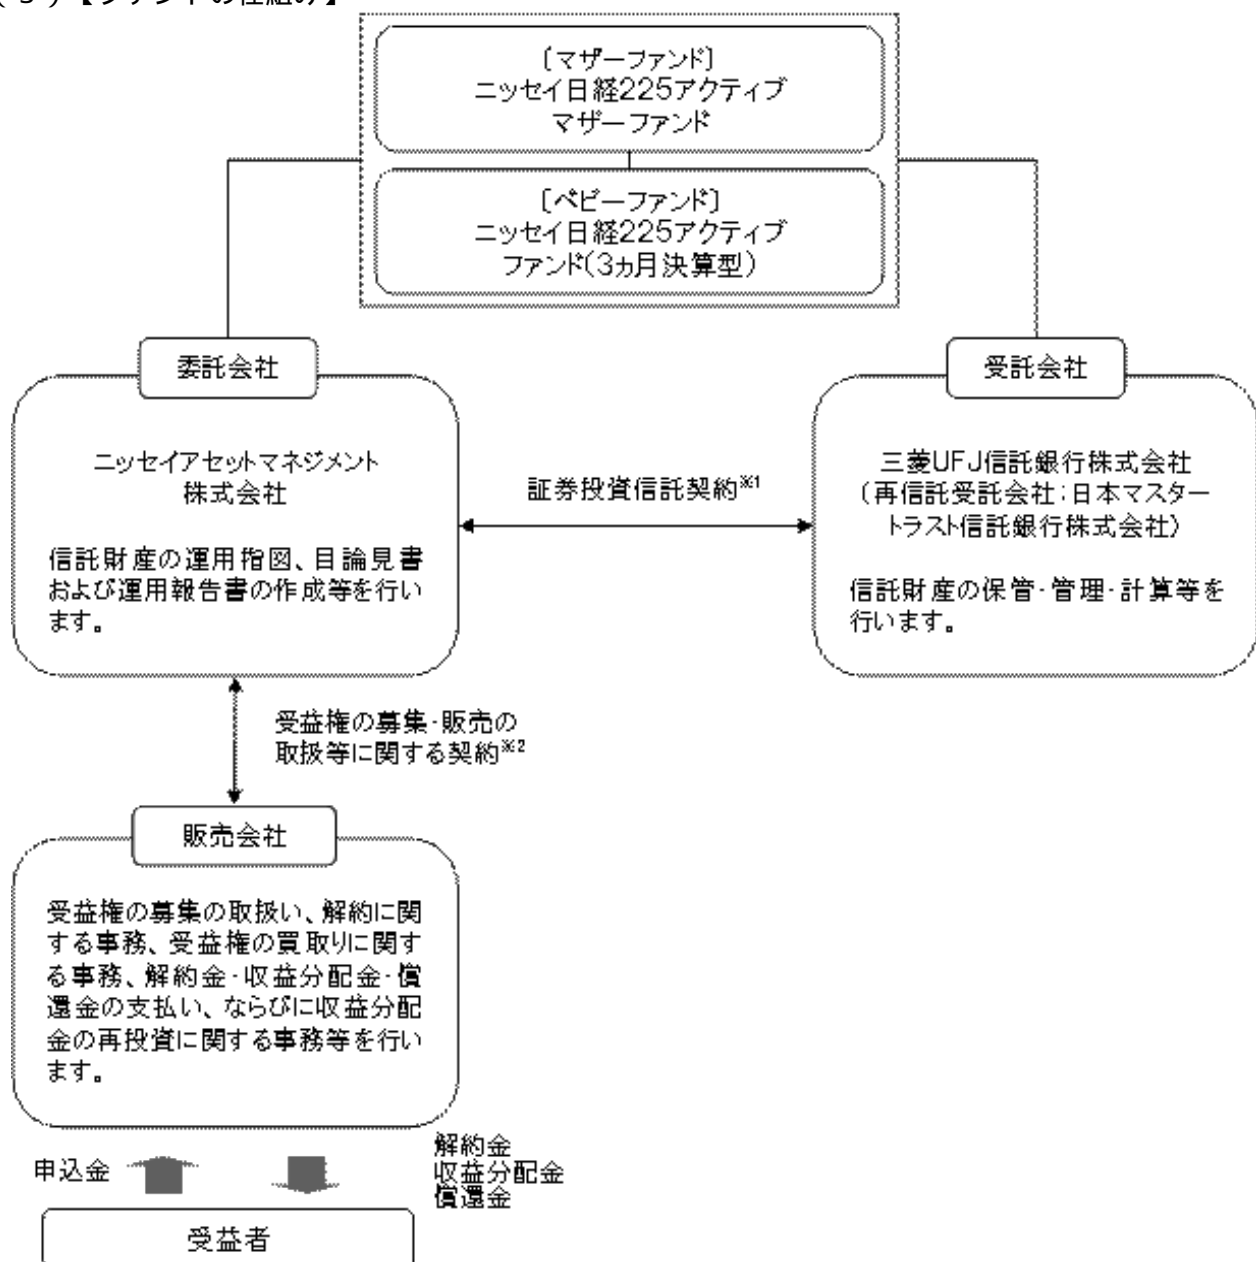 (3)【ファンドの仕組み】
〔マザーファンド〕
ニッセイ日経225アクティブ
マザーファンド
〔ベビーファンド〕
ニッセイ日経225アクティブ
ファンド(3ヵ月決算型)
委託会社
ニッセイアセットマネジメント
株式会社
信託財産の運用指図、目論見書
および運用報告書の作成等を行い
ます。
証券投資信託契約※1
受託会社
三菱UFJ信託銀行株式会社
(再信託受託会社:日本マスター
トラスト信託銀行株式会社)
信託財産の保管・管理・計算等を
行います。
受益権の募集・販売の
取扱等に関する契約※2
販売会社
受益権の募集の取扱い、解約に関
する事務、受益権の買取りに関す
る事務、解約金・収益分配金・償
還金の支払い、ならびに収益分配
金の再投資に関する事務等を行い
ます。
申込金
解約金
収益分配金
償還金
受益者